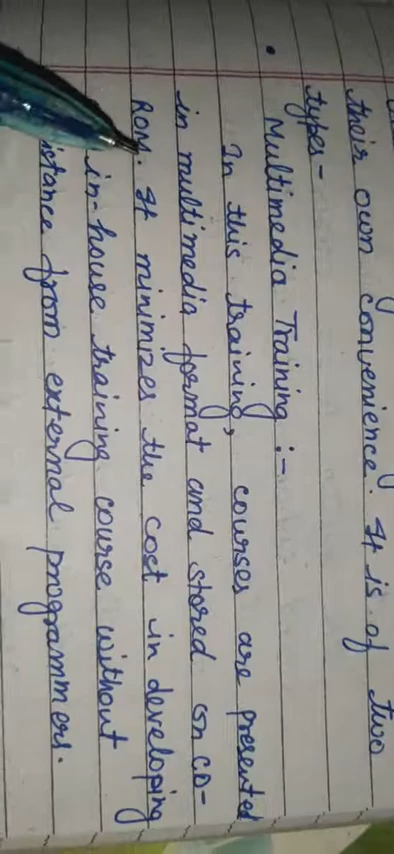 their own convenience. It is of two
types-
• Multimedia Training :-
In this training, courses are presented
in multimedia format and stored on CD-
ROM. It minimizes the cost in developing
in-house training course without
from external programmers.